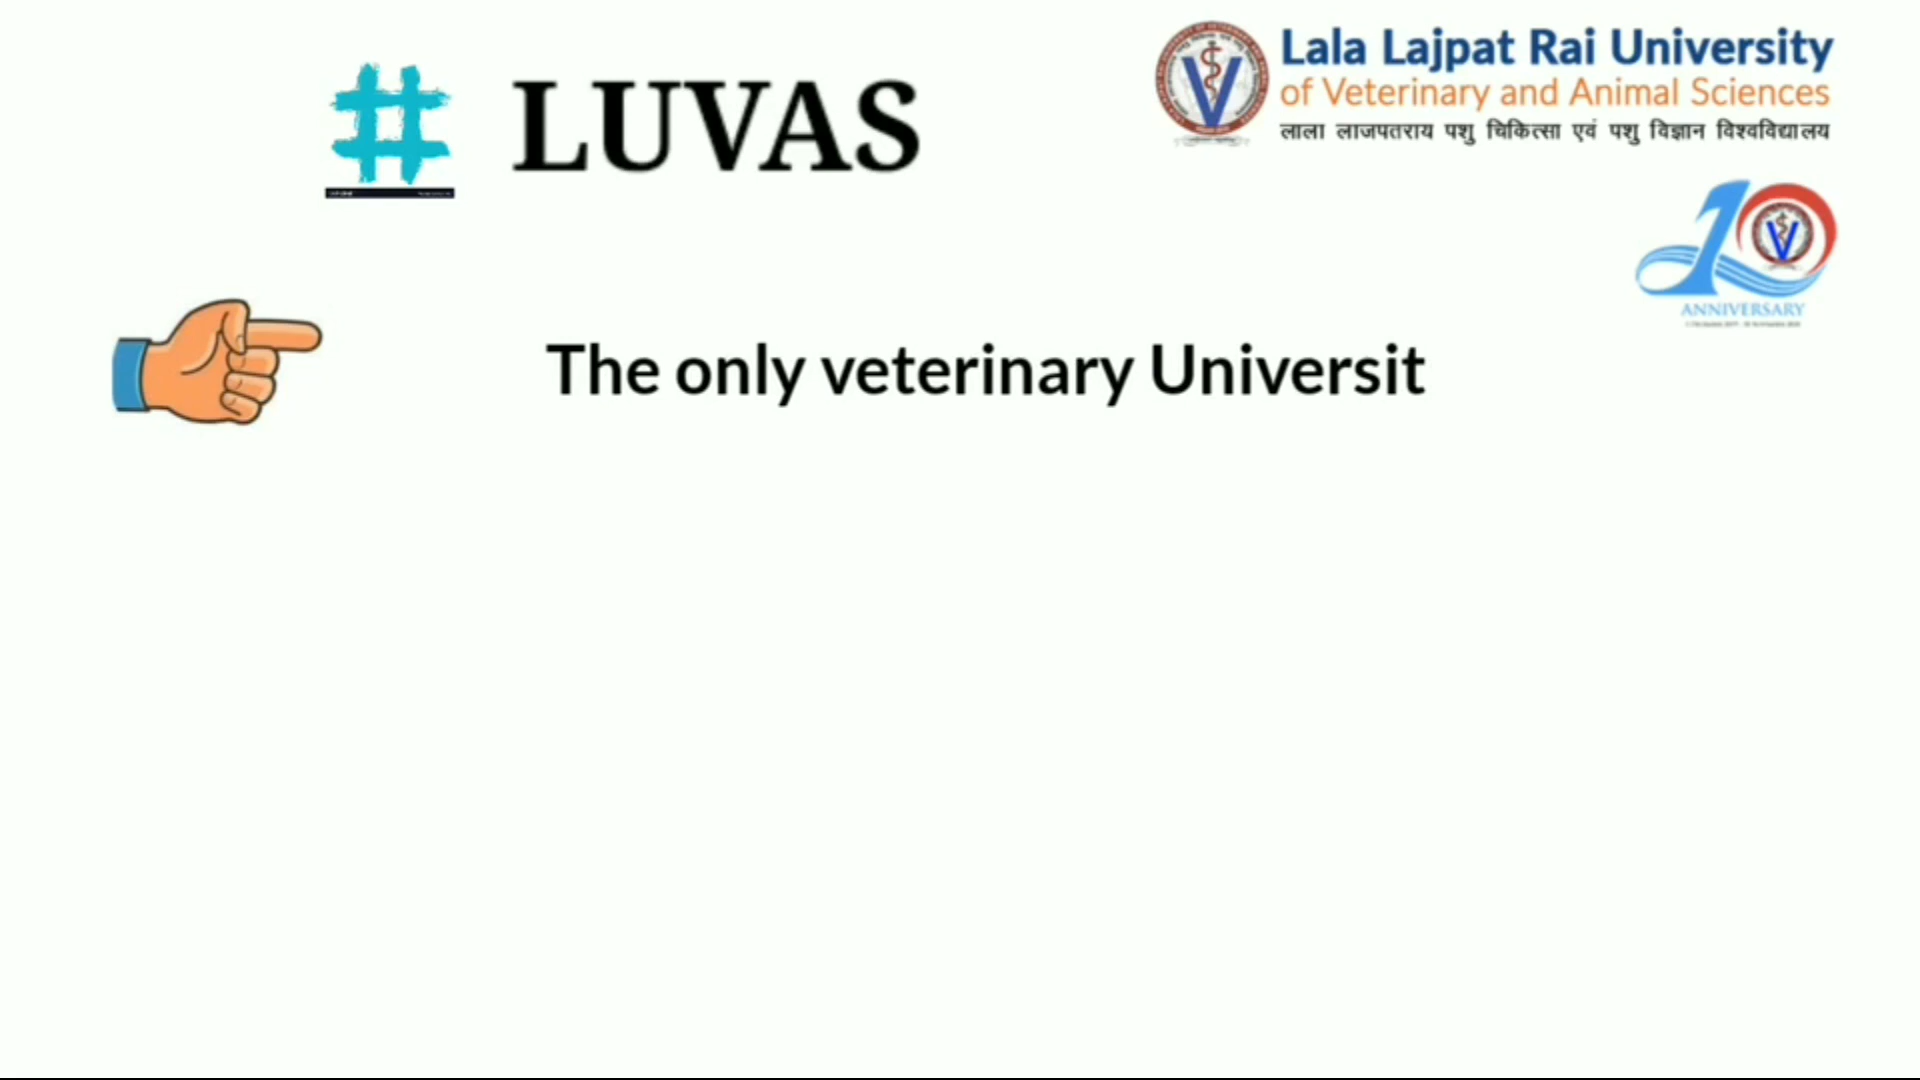 # LUVAS
Lala Lajpat Rai University
of Veterinary and Animal Sciences
लाला लाजपतराय पशु चिकित्सा एवं पशु विज्ञान विश्वविद्यालय
10
ANNIVERSARY
The only veterinary Universit